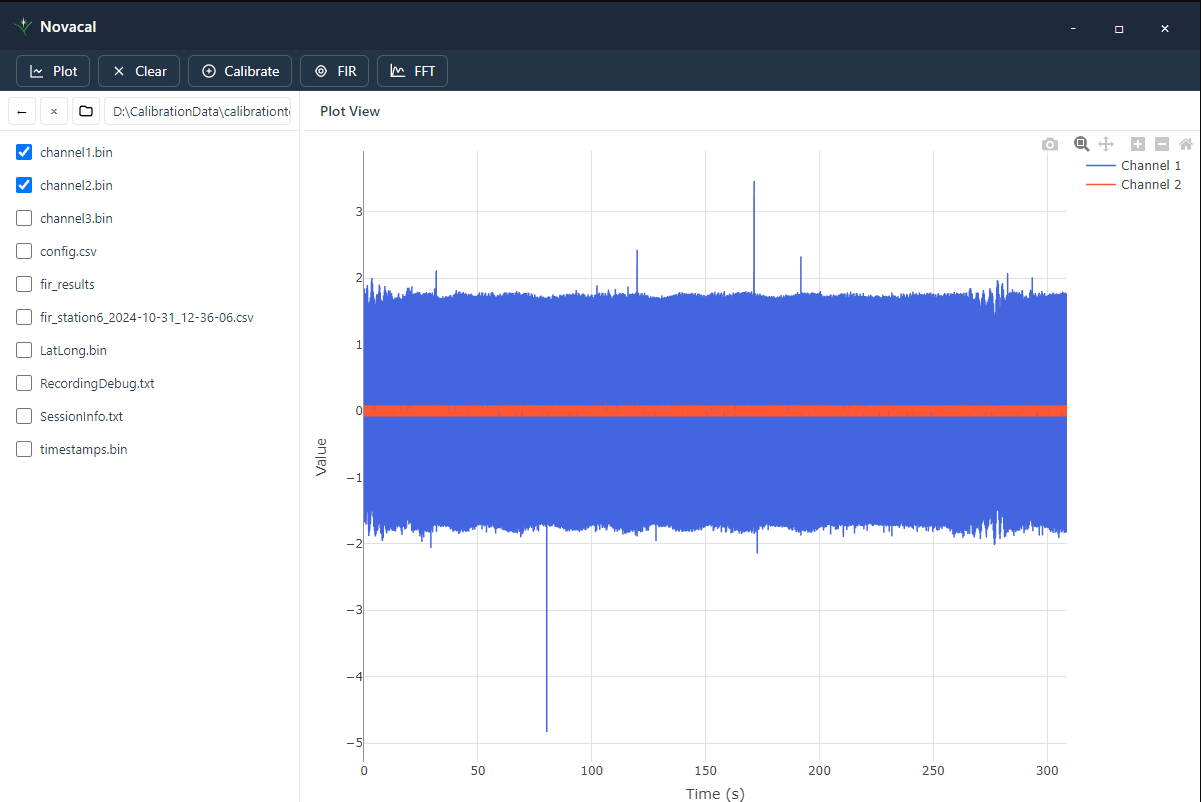 Novacal
Plot Clear Calibrate FIR FFT
D:\CalibrationData\calibrationt
Plot View
channel1.bin
channel2.bin
channel3.bin
config.csv
fir_results
fir_station6_2024-10-31_12-36-06.csv
LatLong.bin
RecordingDebug.txt
SessionInfo.txt
timestamps.bin
Channel 1
Channel 2
3
2
1
0
−1
−2
−3
−4
−5
Value
0 50 100 150 200 250 300
Time (s)